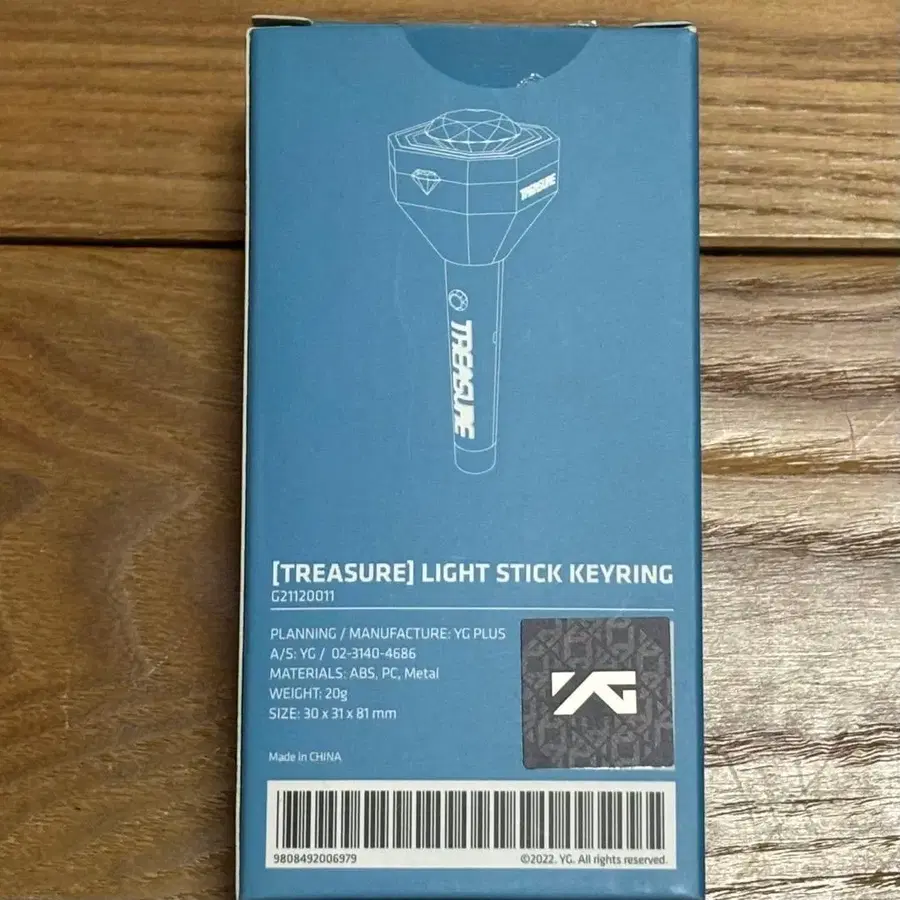 TREASURE
TREASURE
[TREASURE] LIGHT STICK KEYRING
G21120011
PLANNING / MANUFACTURE: YG PLUS
A/S: YG / 02-3140-4686
MATERIALS: ABS, PC, Metal
WEIGHT: 20g
SIZE: 30 x 31 x 81 mm
YG
Made in CHINA
9808492006979
©2022. YG. All rights reserved.